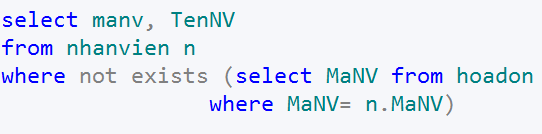 select manv, TenNV
from nhanvien n
where not exists (select MaNV from hoadon
where MaNV= n.MaNV)